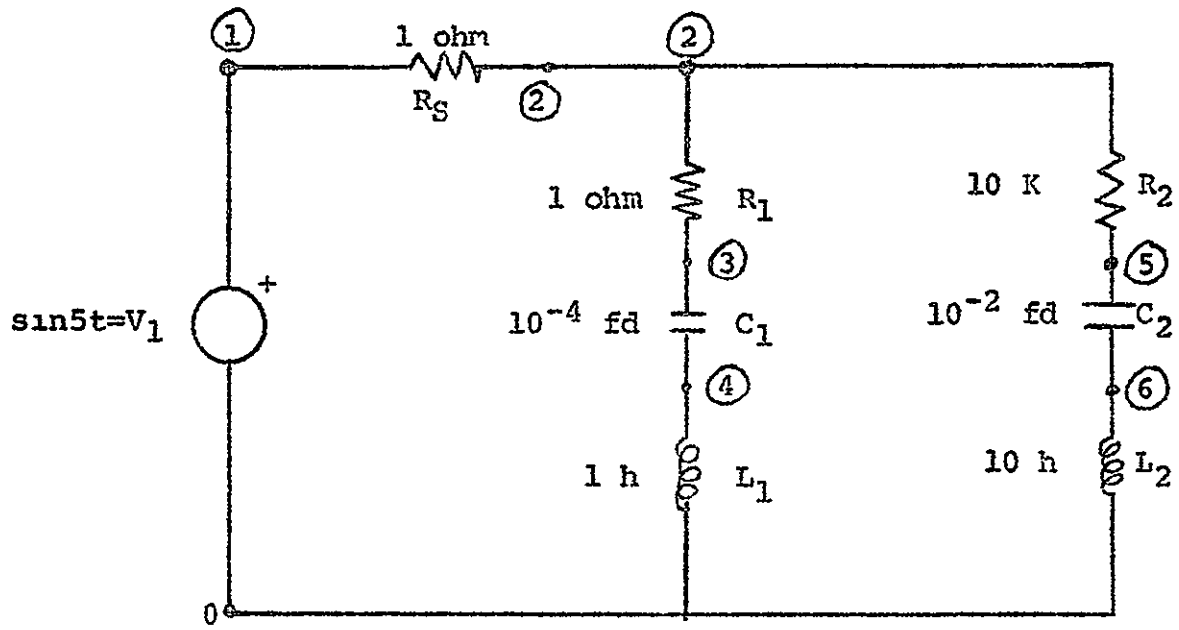 1
1 ohm
2
R_S
2
1 ohm R_1
10 K R_2
3
5
sin5t=V_1
+
10^-4 fd C_1
10^-2 fd C_2
4
6
1 h L_1
10 h L_2
0